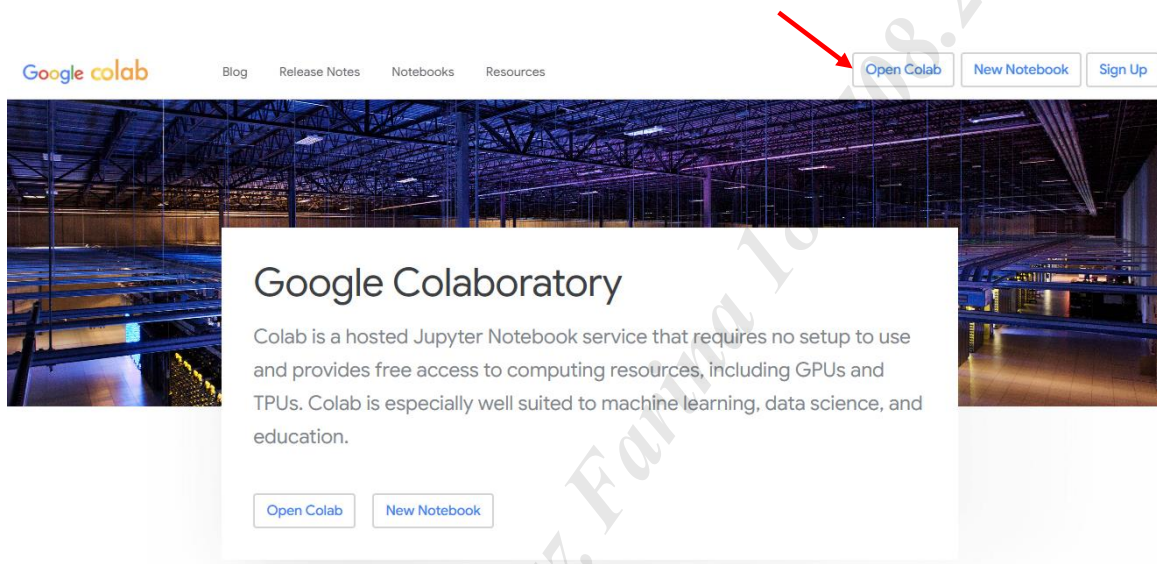 Google colab
Blog Release Notes Notebooks Resources
Open Colab New Notebook Sign Up
Google Colaboratory
Colab is a hosted Jupyter Notebook service that requires no setup to use
and provides free access to computing resources, including GPUs and
TPUs. Colab is especially well suited to machine learning, data science, and
education.
Open Colab New Notebook
Farina